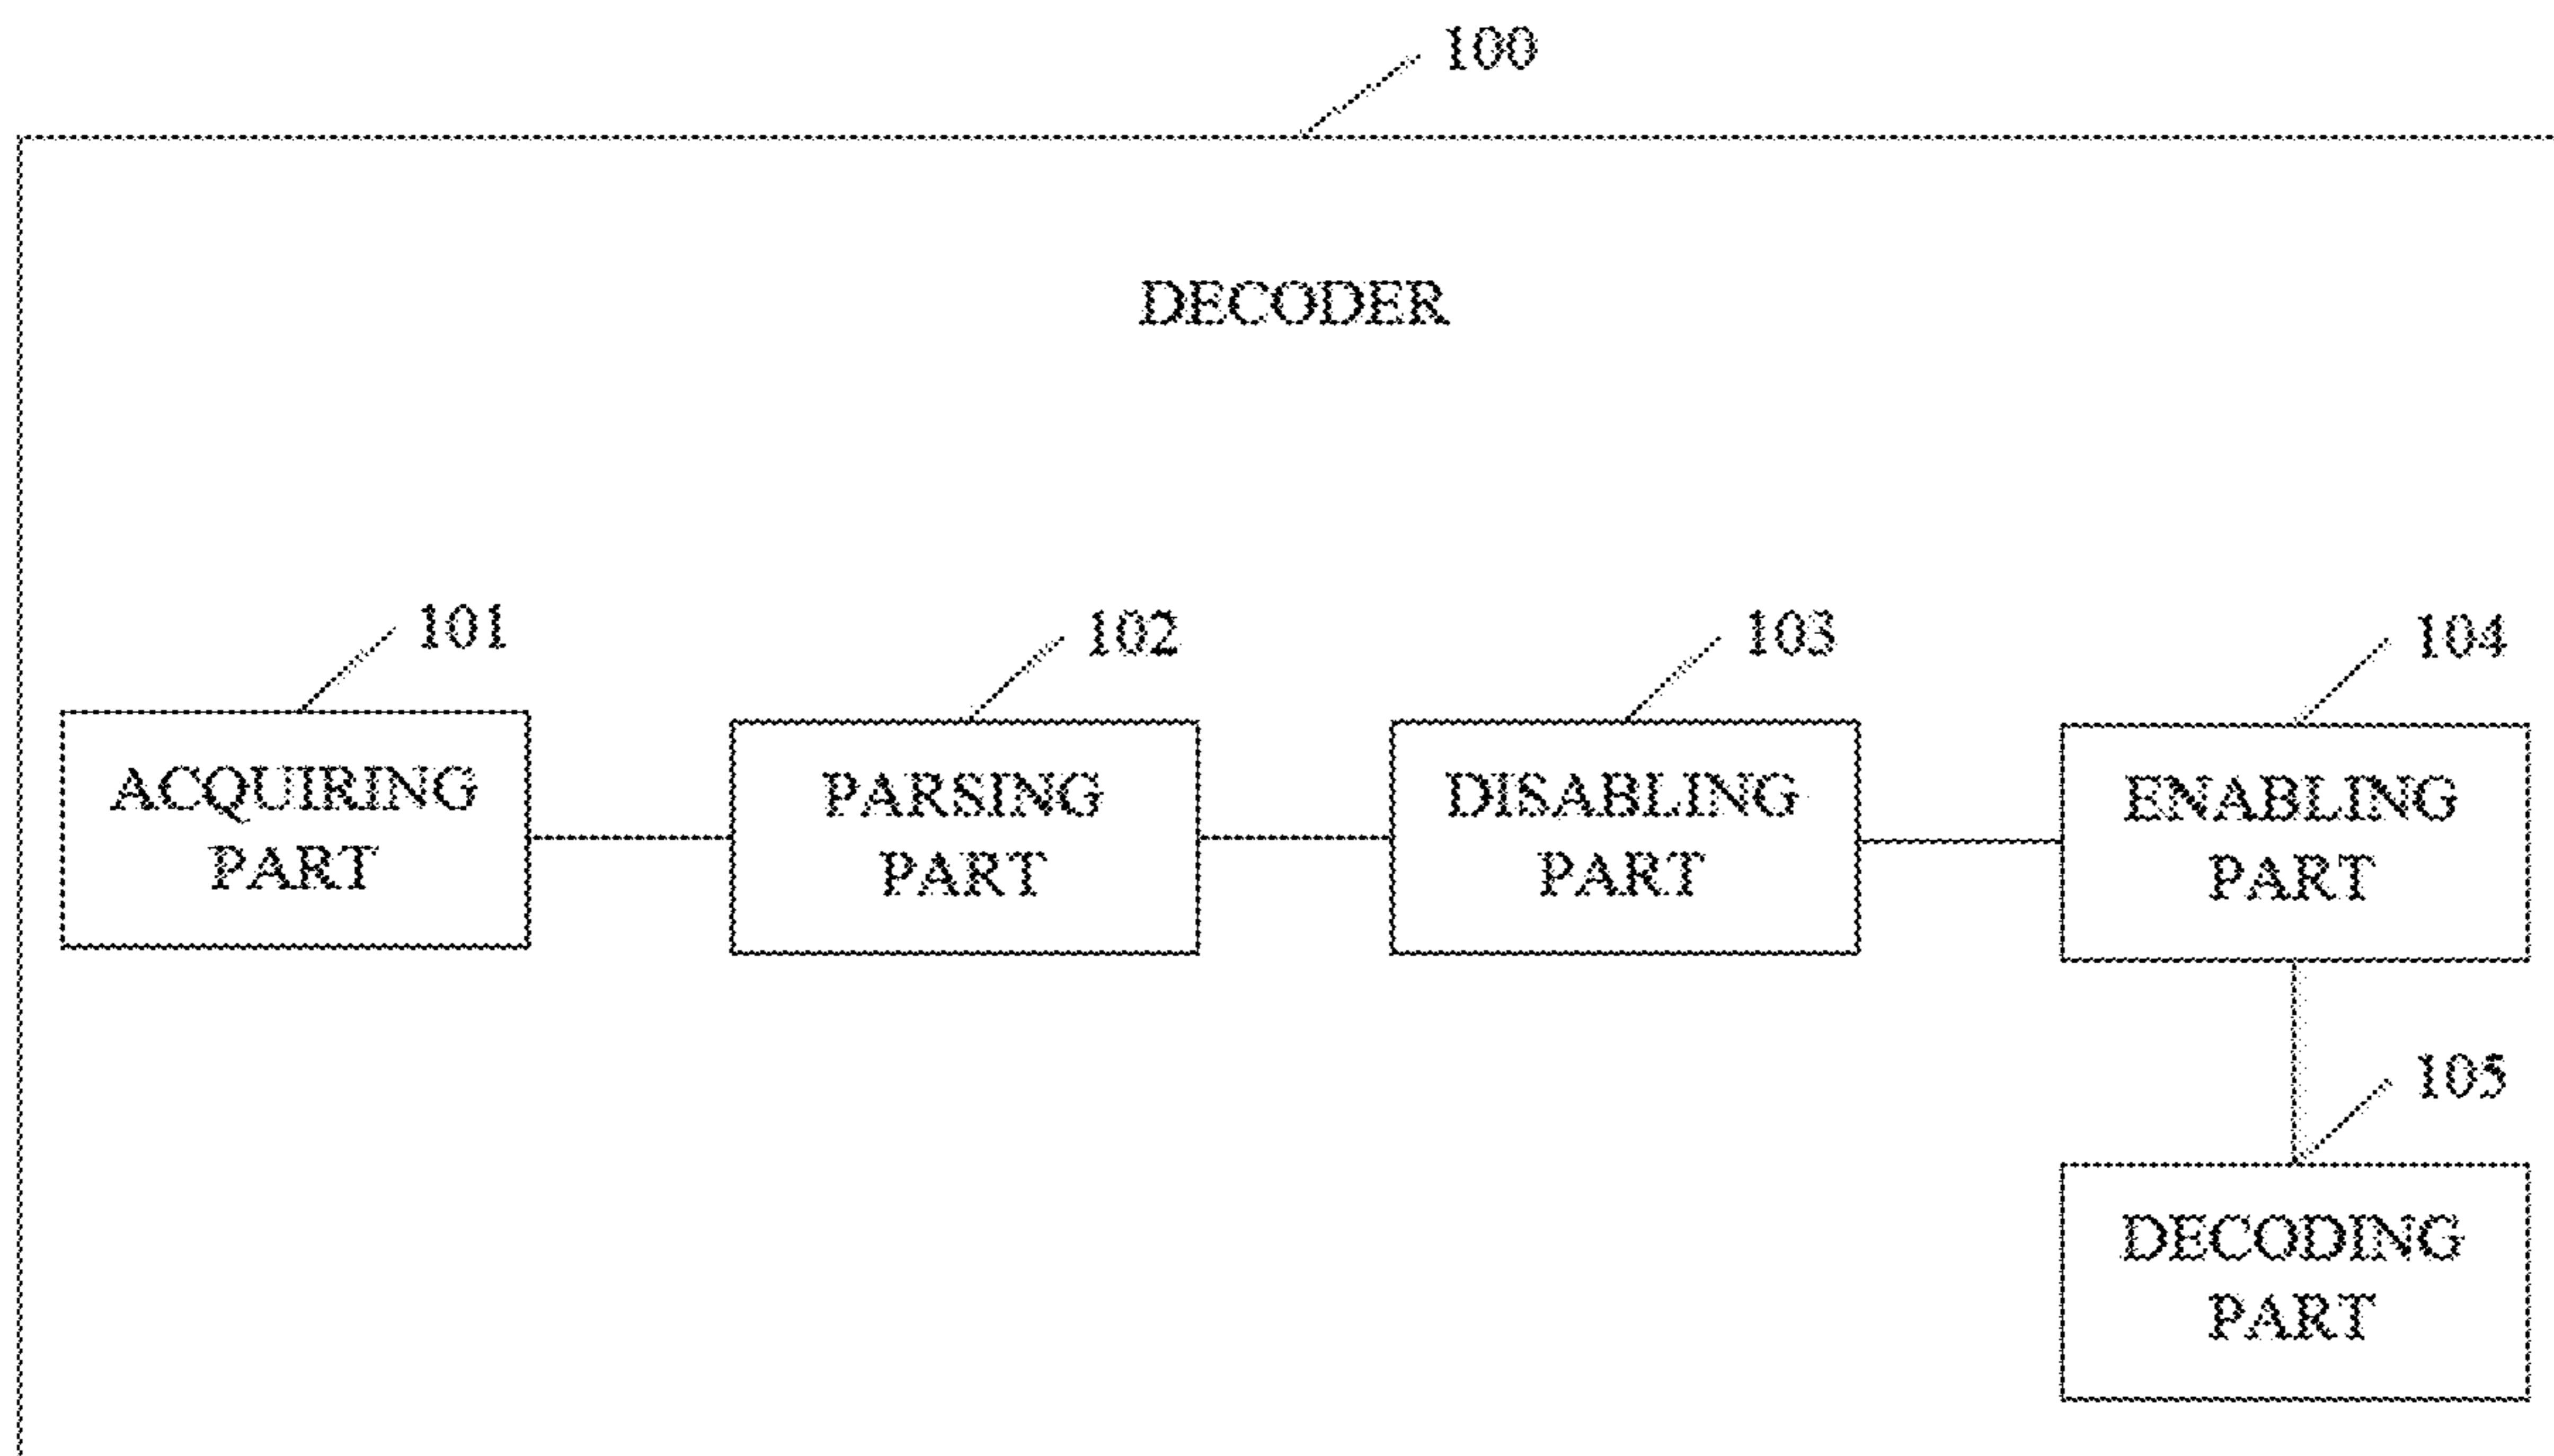 100
DECODER
101
102
103
104
ACQUIRING
PART
PARSING
PART
DISABLING
PART
ENABLING
PART
105
DECODING
PART